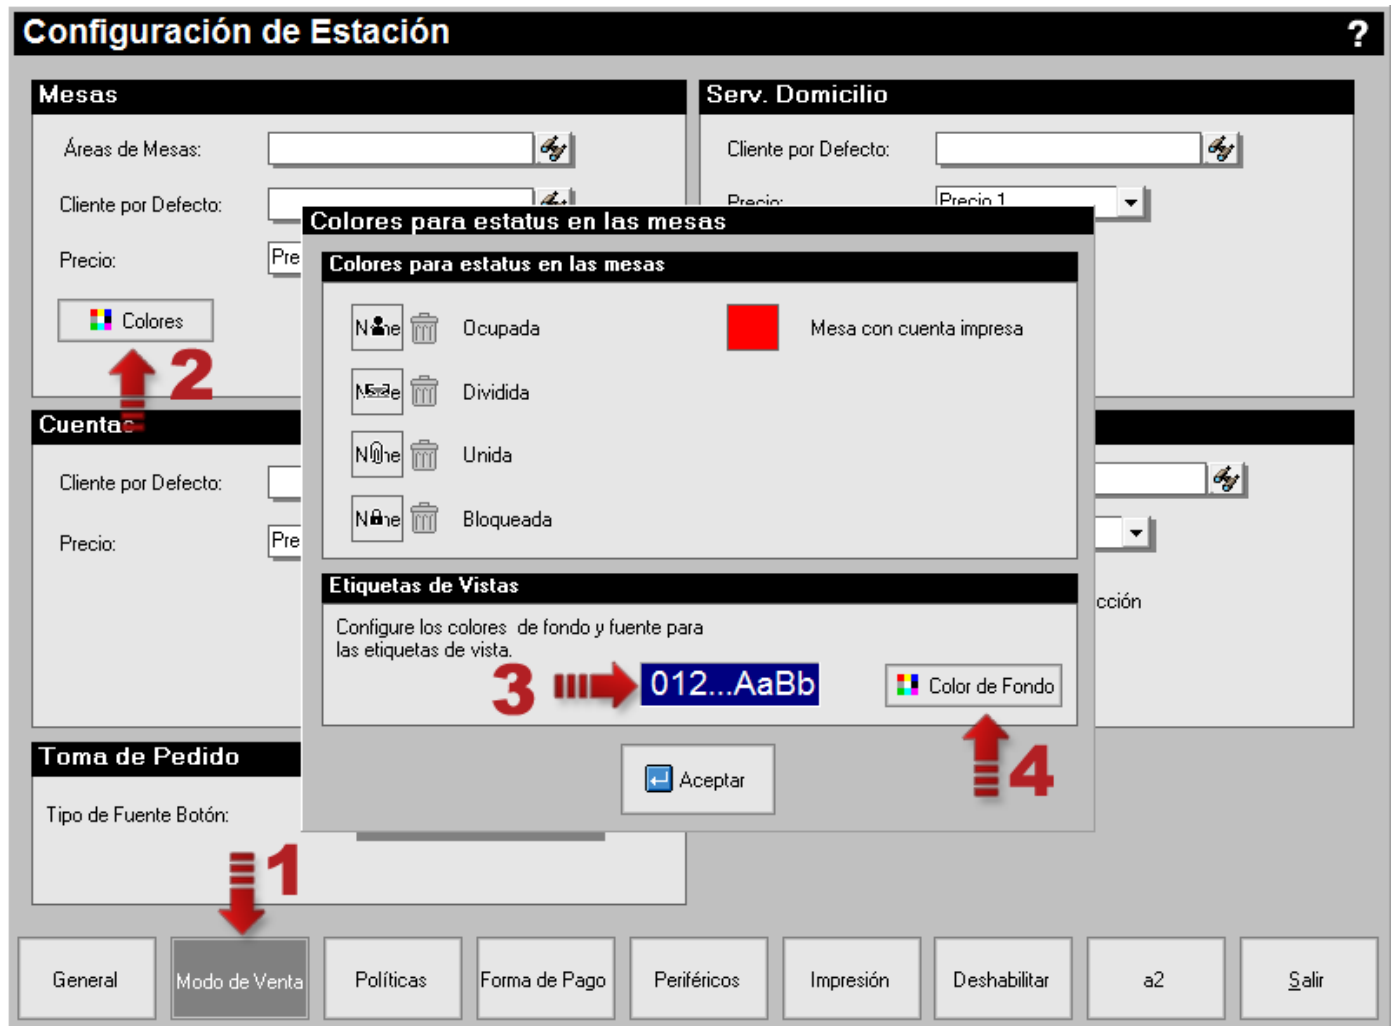 Configuración de Estación
?
Mesas
Áreas de Mesas:
Cliente por Defecto:
Precio:
Pre
Colores
2
Serv. Domicilio
Cliente por Defecto:
Precio:
Precio 1
Cuentas
Cliente por Defecto:
Precio:
Pre
cción
Toma de Pedido
Tipo de Fuente Botón:
1
Colores para estatus en las mesas
Colores para estatus en las mesas
Ocupada
Mesa con cuenta impresa
Dividida
Unida
Bloqueada
Etiquetas de Vistas
Configure los colores de fondo y fuente para
las etiquetas de vista.
3
012...AaBb
Color de Fondo
4
Aceptar
General
Modo de Venta
Políticas
Forma de Pago
Periféricos
Impresión
Deshabilitar
a2
Salir